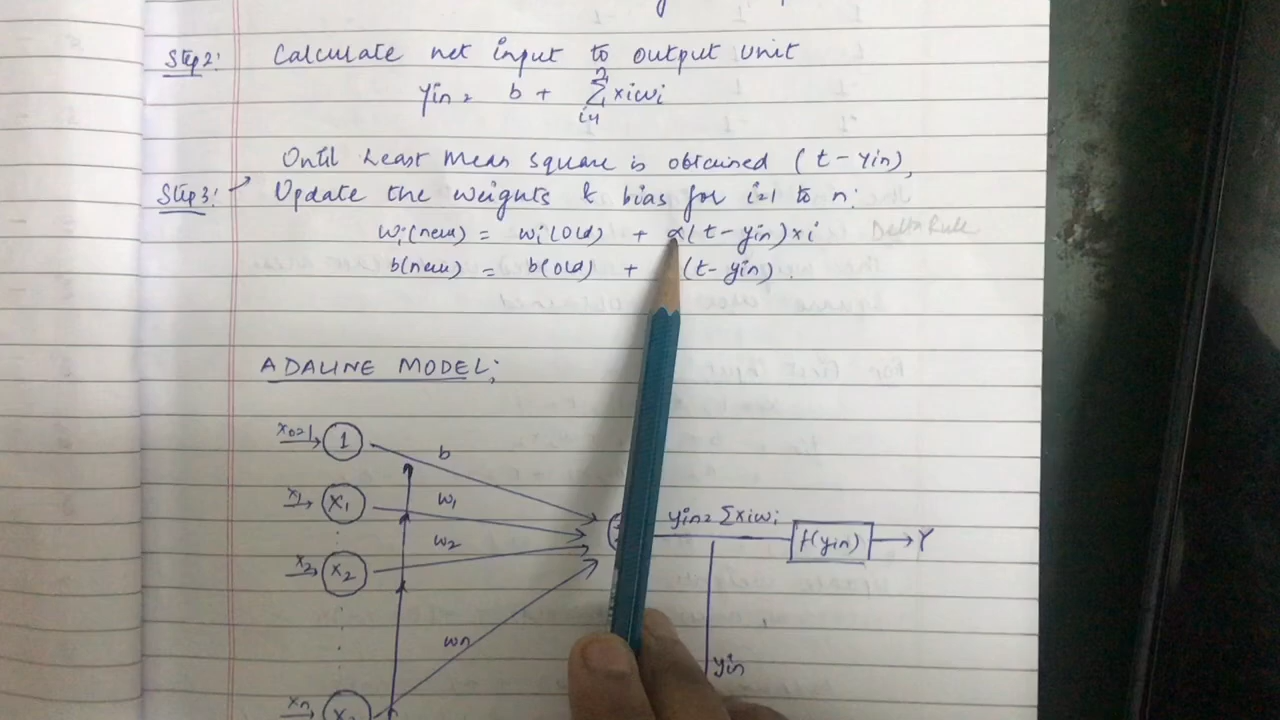 Step 2: Calculate net input to output unit
yin = b + n Σ i=1 xiwi
Until Least Mean Square is obtained (t - yin),
Step 3: Update the weights & bias for i=1 to n:
wi(new) = wi(old) + α(t - yin)xi Delta Rule
b(new) = b(old) + (t - yin).
ADALINE MODEL:
x0=1 1 b
x1 X1 w1
x2 X2 w2
yin= Σxiwi f(yin) Y
wn
yin
xn